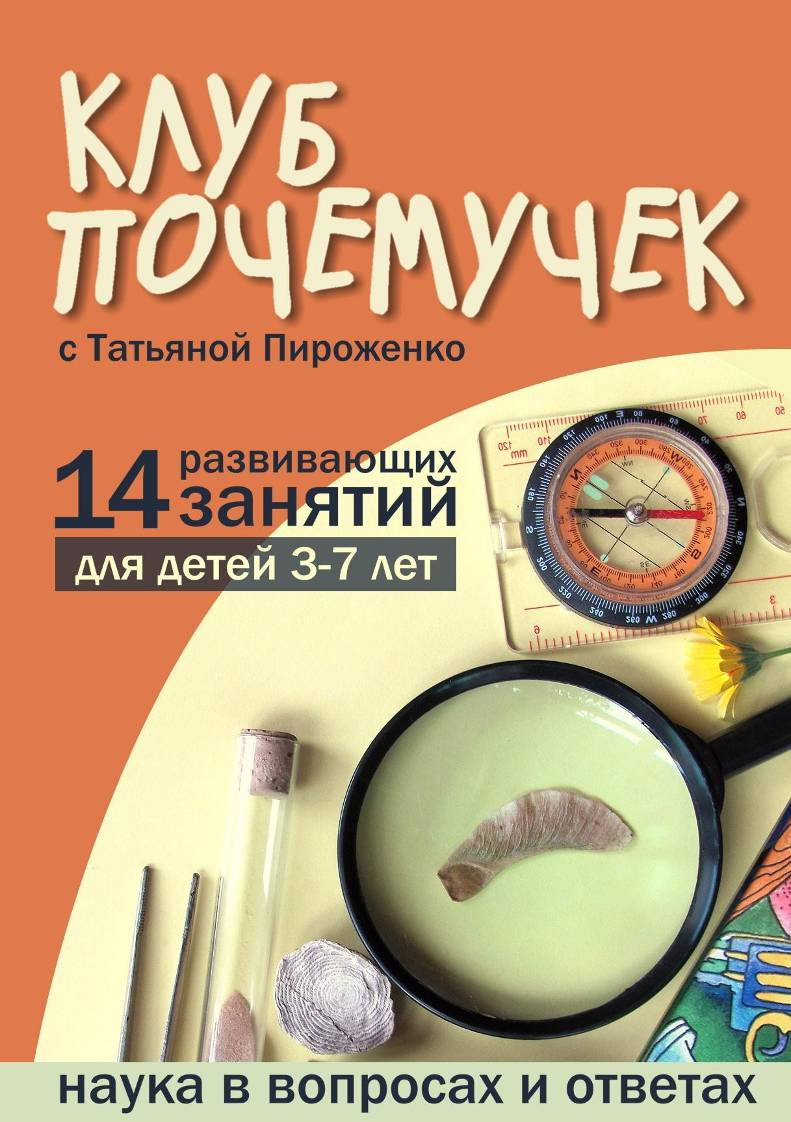 КЛУБ
ПОЧЕМУЧЕК
с Татьяной Пироженко
14 развивающих
занятий
для детей 3-7 лет
наука в вопросах и ответах